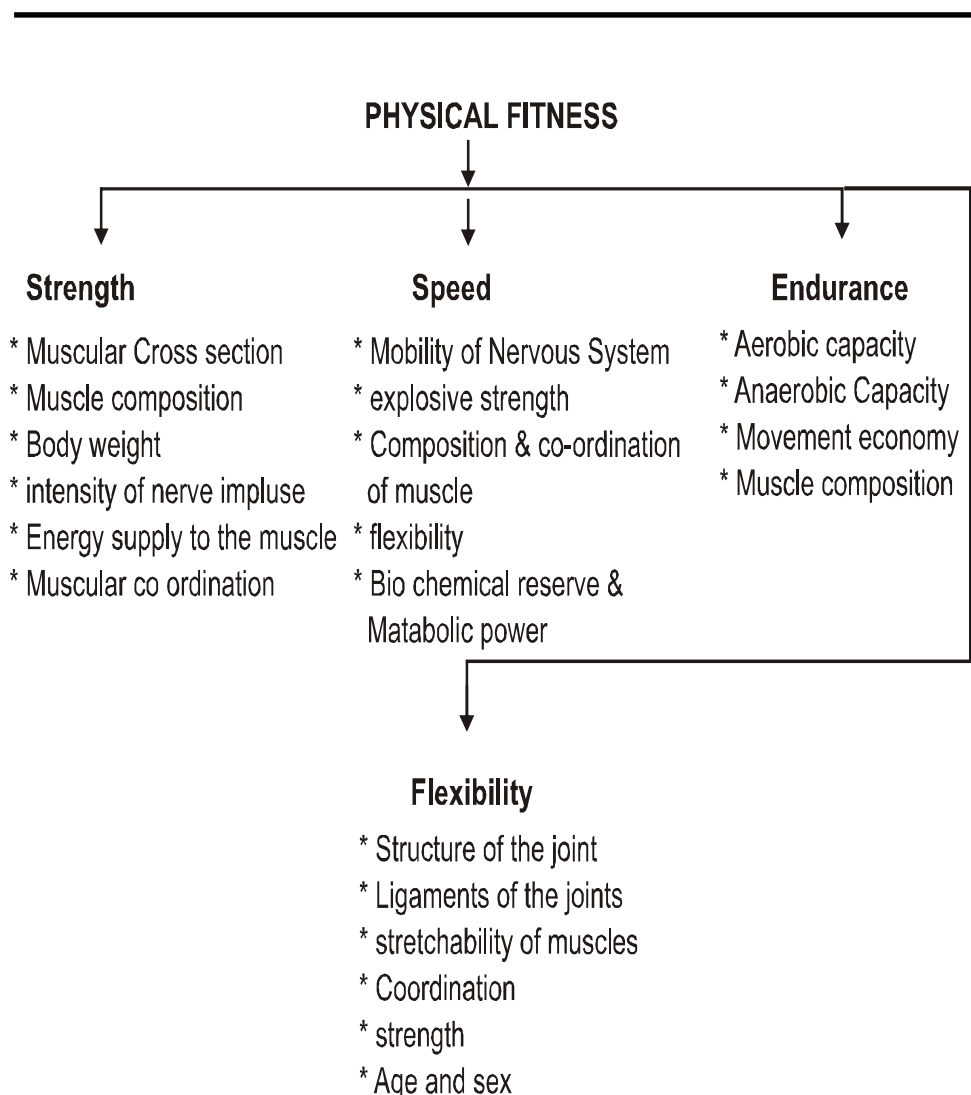 PHYSICAL FITNESS
Strength
* Muscular Cross section
* Muscle composition
* Body weight
* intensity of nerve impluse
* Energy supply to the muscle
* Muscular co ordination
Speed
* Mobility of Nervous System
* explosive strength
* Composition & co-ordination
of muscle
* flexibility
* Bio chemical reserve &
Matabolic power
Endurance
* Aerobic capacity
* Anaerobic Capacity
* Movement economy
* Muscle composition
Flexibility
* Structure of the joint
* Ligaments of the joints
* stretchability of muscles
* Coordination
* strength
* Age and sex